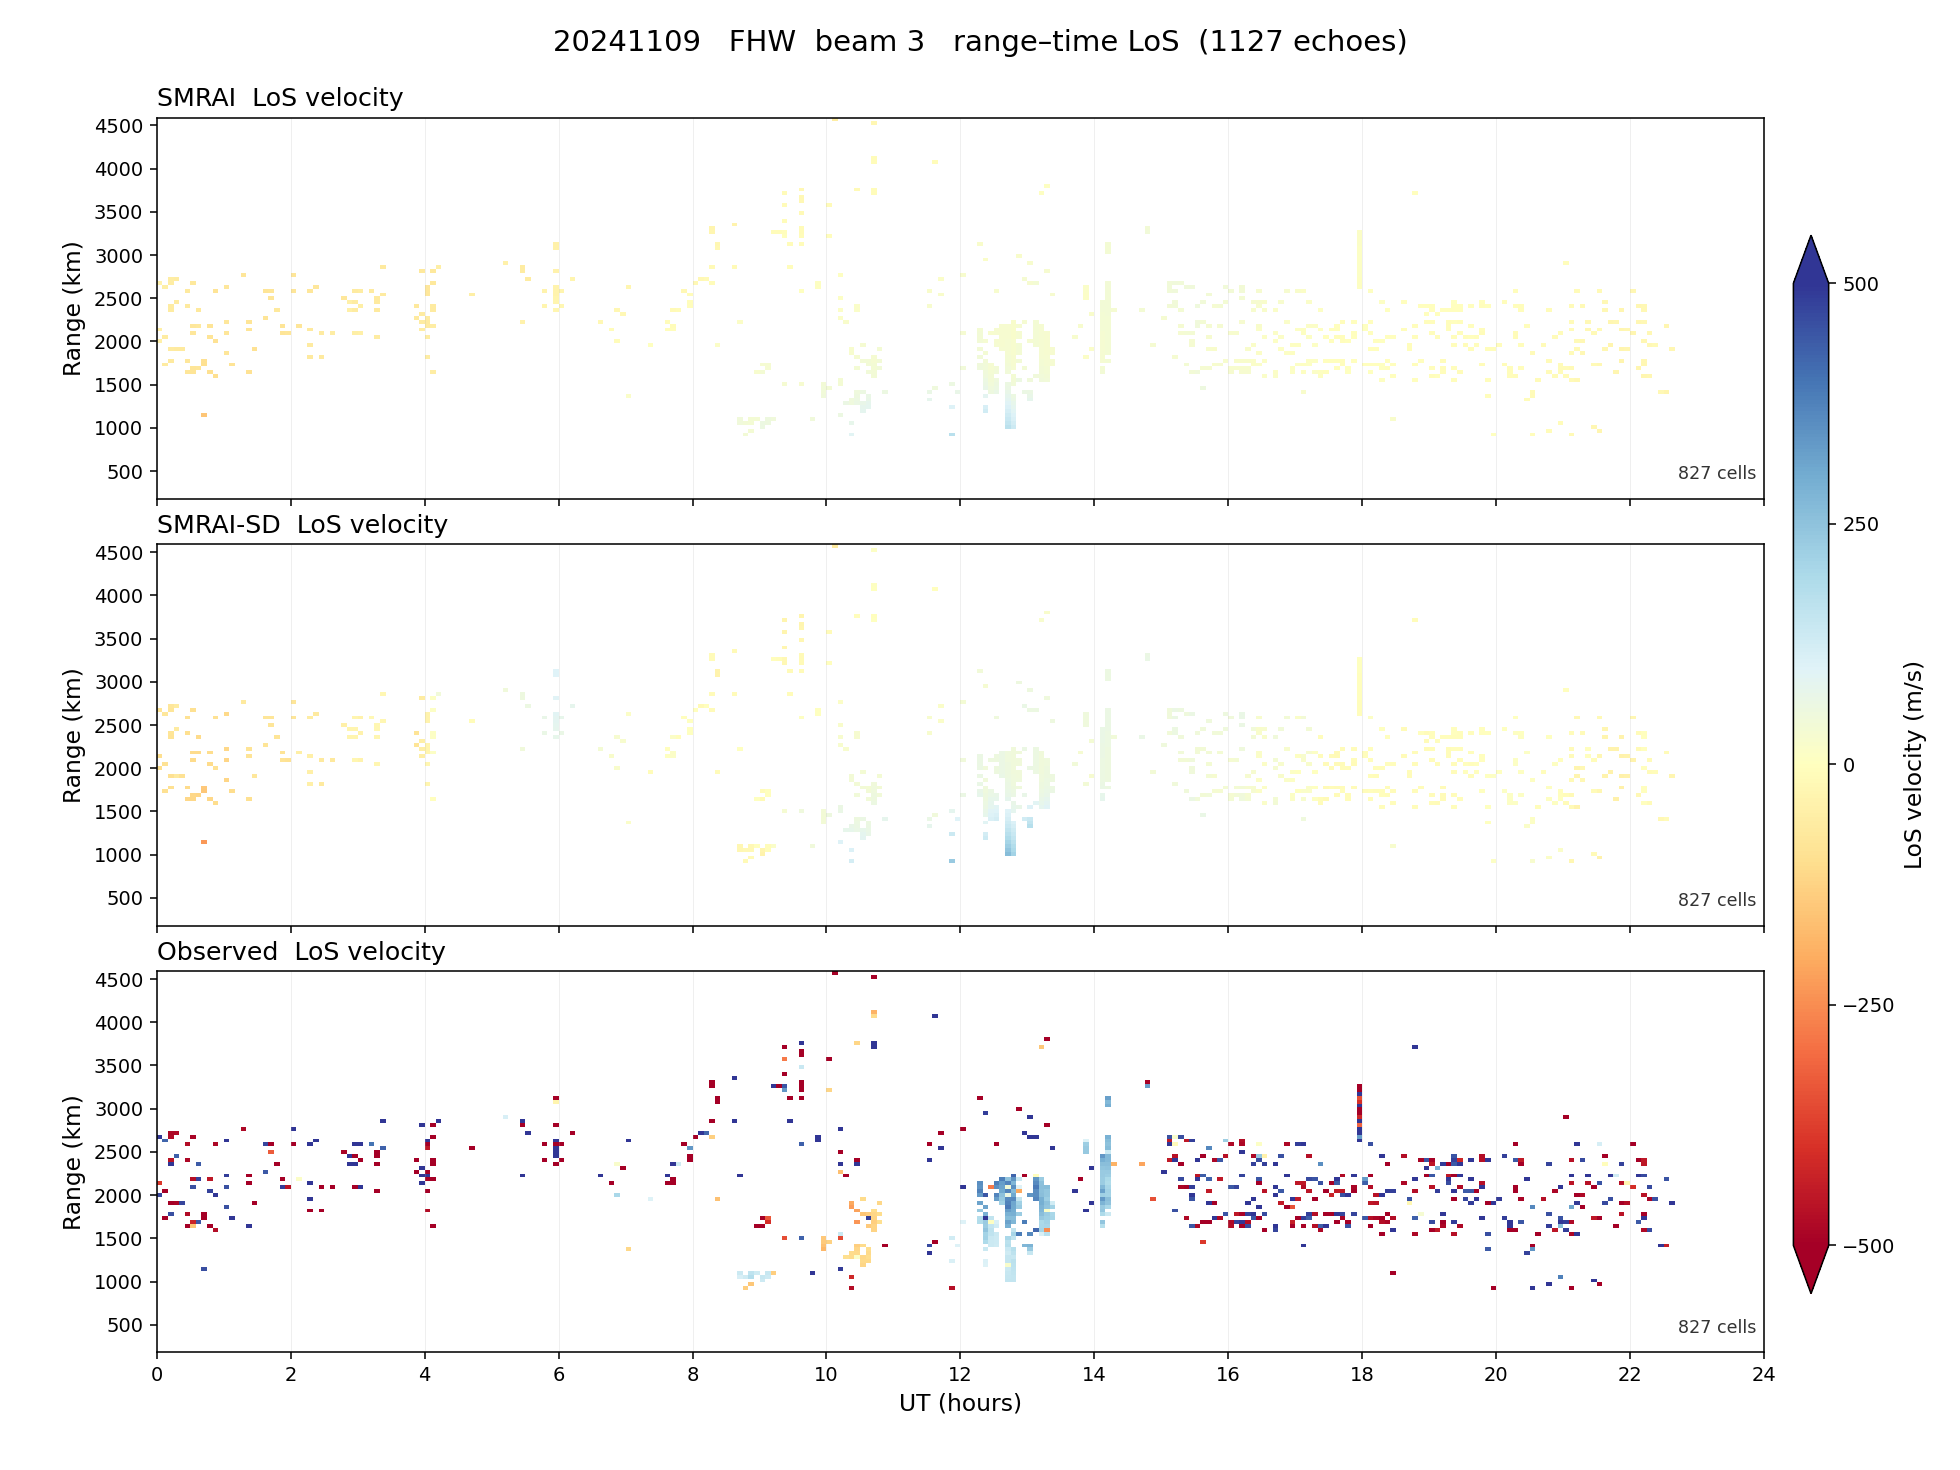 20241109   FHW  beam 3   range–time LoS  (1127 echoes)
SMRAI  LoS velocity
4500
4000
3500
3000
2500
2000
1500
1000
500
Range (km)
827 cells
SMRAI-SD  LoS velocity
4500
4000
3500
3000
2500
2000
1500
1000
500
Range (km)
827 cells
Observed  LoS velocity
4500
4000
3500
3000
2500
2000
1500
1000
500
Range (km)
827 cells
0 2 4 6 8 10 12 14 16 18 20 22 24
UT (hours)
500
250
0
−250
−500
LoS velocity (m/s)